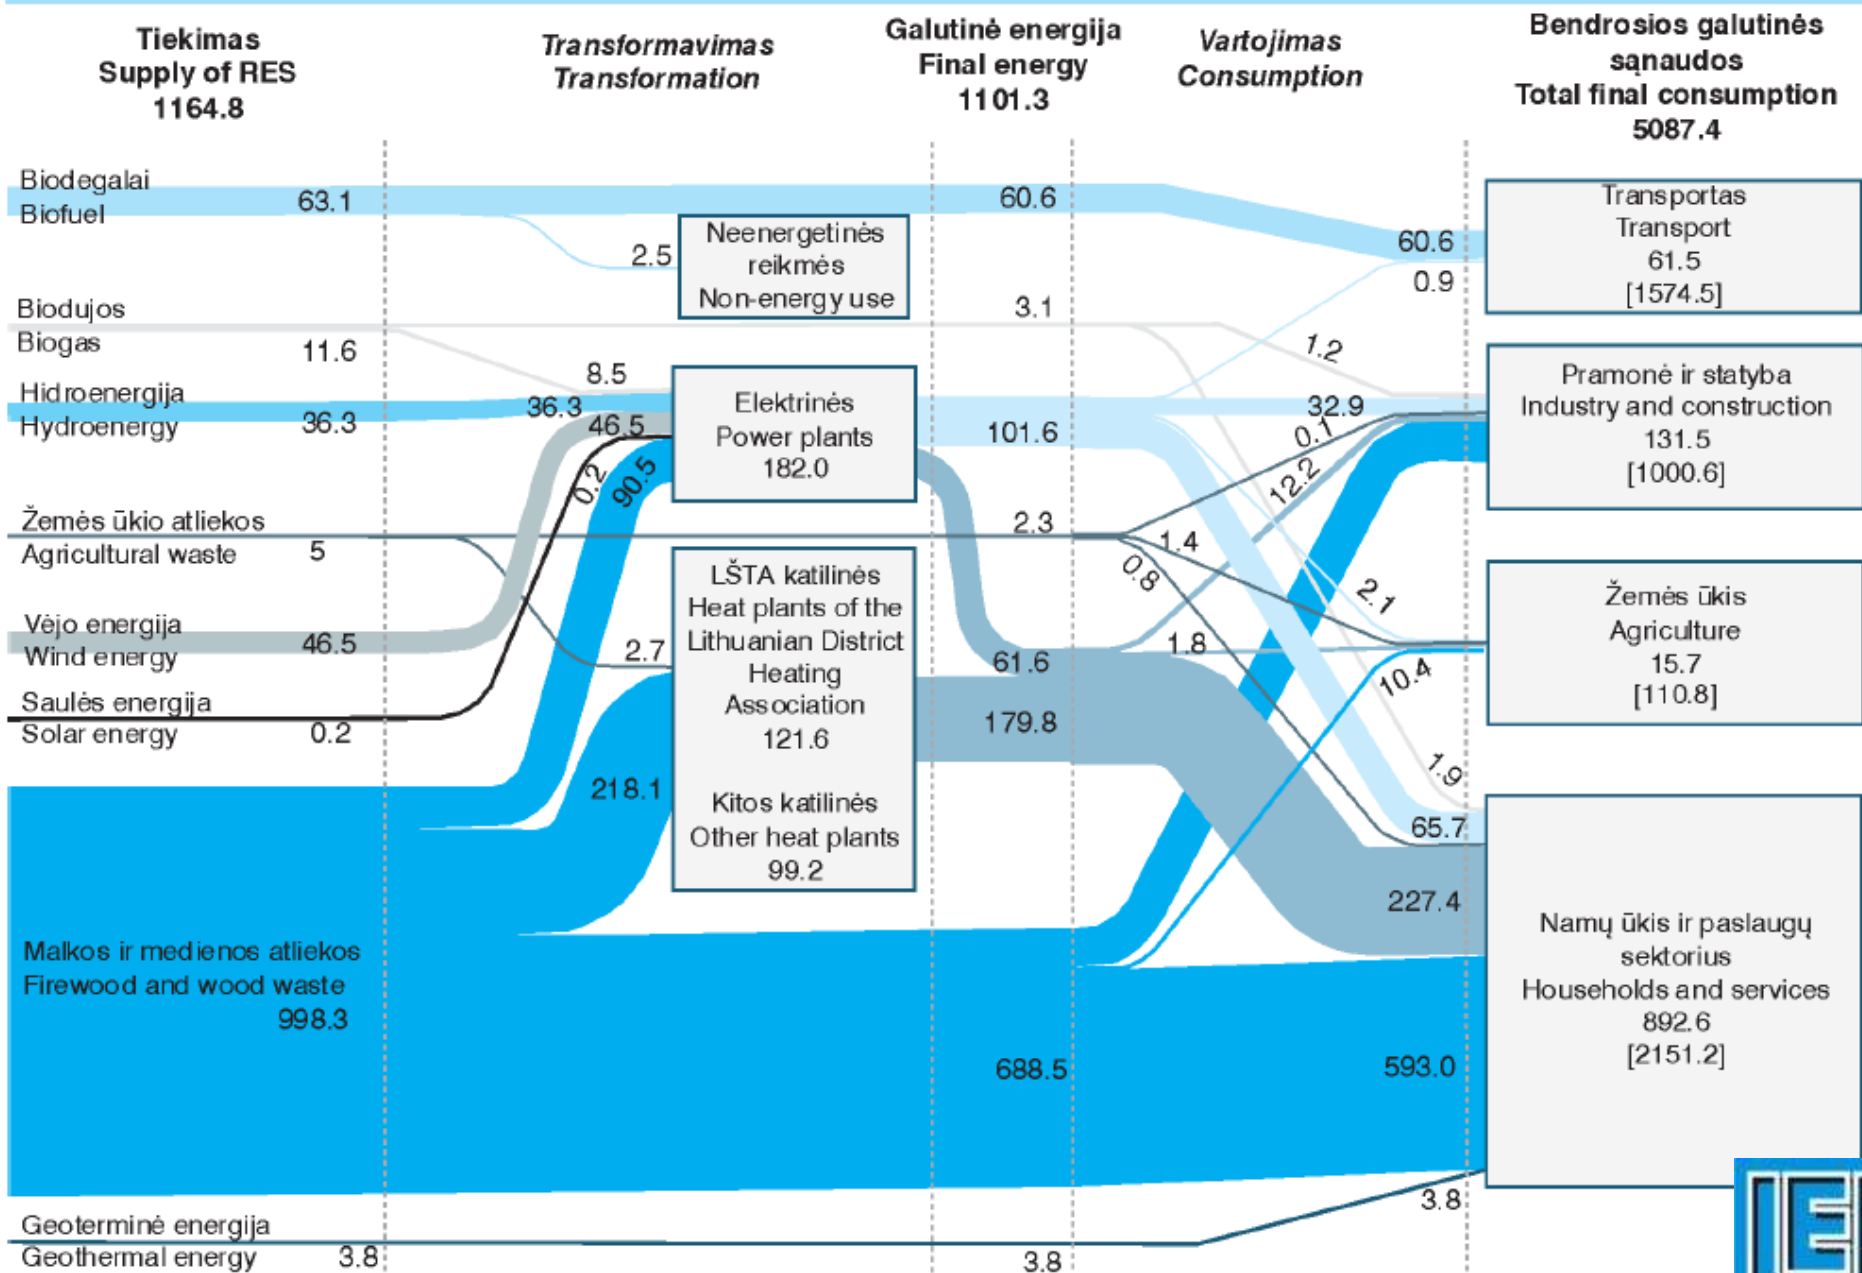 Tiekimas
Supply of RES
1164.8
Transformavimas
Transformation
Galutinė energija
Final energy
1101.3
Vartojimas
Consumption
Bendrosios galutinės
sąnaudos
Total final consumption
5087.4
Biodegalai
Biofuel
63.1
60.6
60.6
0.9
2.5
Neenergetinės
reikmės
Non-energy use
Transportas
Transport
61.5
[1574.5]
Biodujos
Biogas
11.6
3.1
1.2
8.5
Hidroenergija
Hydroenergy
36.3
36.3
46.5
0.2
90.5
Elektrinės
Power plants
182.0
101.6
32.9
0.1
12.2
Pramonė ir statyba
Industry and construction
131.5
[1000.6]
Žemės ūkio atliekos
Agricultural waste
5
2.3
1.4
0.8
2.7
Vėjo energija
Wind energy
46.5
Saulės energija
Solar energy
0.2
LŠTA katilinės
Heat plants of the
Lithuanian District
Heating
Association
121.6
Kitos katilinės
Other heat plants
99.2
218.1
61.6
179.8
2.1
1.8
10.4
Žemės ūkis
Agriculture
15.7
[110.8]
1.9
65.7
227.4
Malkos ir medienos atliekos
Firewood and wood waste
998.3
688.5
593.0
Namų ūkis ir paslaugų
sektorius
Households and services
892.6
[2151.2]
Geoterminė energija
Geothermal energy
3.8
3.8
3.8